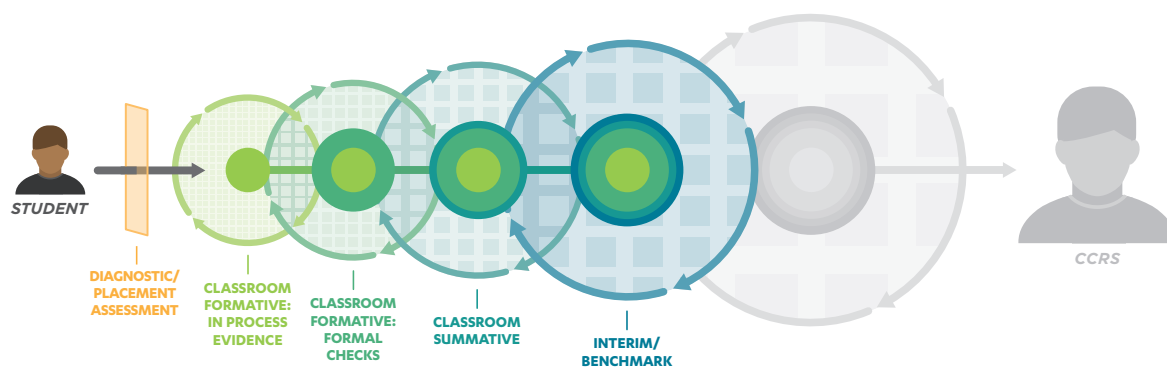 STUDENT
DIAGNOSTIC/
PLACEMENT
ASSESSMENT
CLASSROOM
FORMATIVE:
IN PROCESS
EVIDENCE
CLASSROOM
FORMATIVE:
FORMAL
CHECKS
CLASSROOM
SUMMATIVE
INTERIM/
BENCHMARK
CCRS